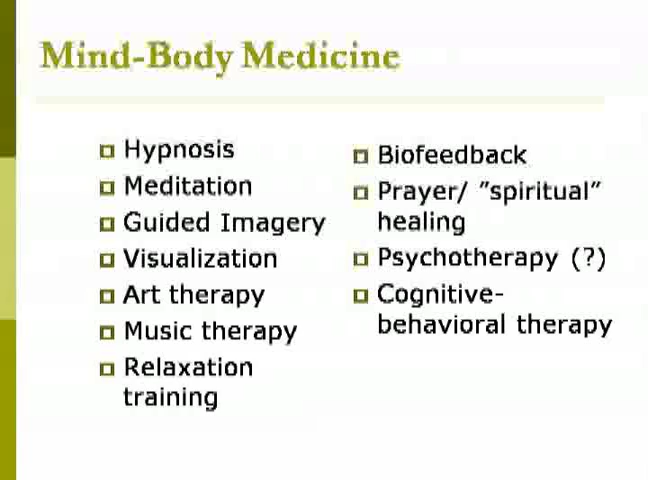 Mind-Body Medicine
Hypnosis
Meditation
Guided Imagery
Visualization
Art therapy
Music therapy
Relaxation
training
Biofeedback
Prayer/ ”spiritual”
healing
Psychotherapy (?)
Cognitive-
behavioral therapy